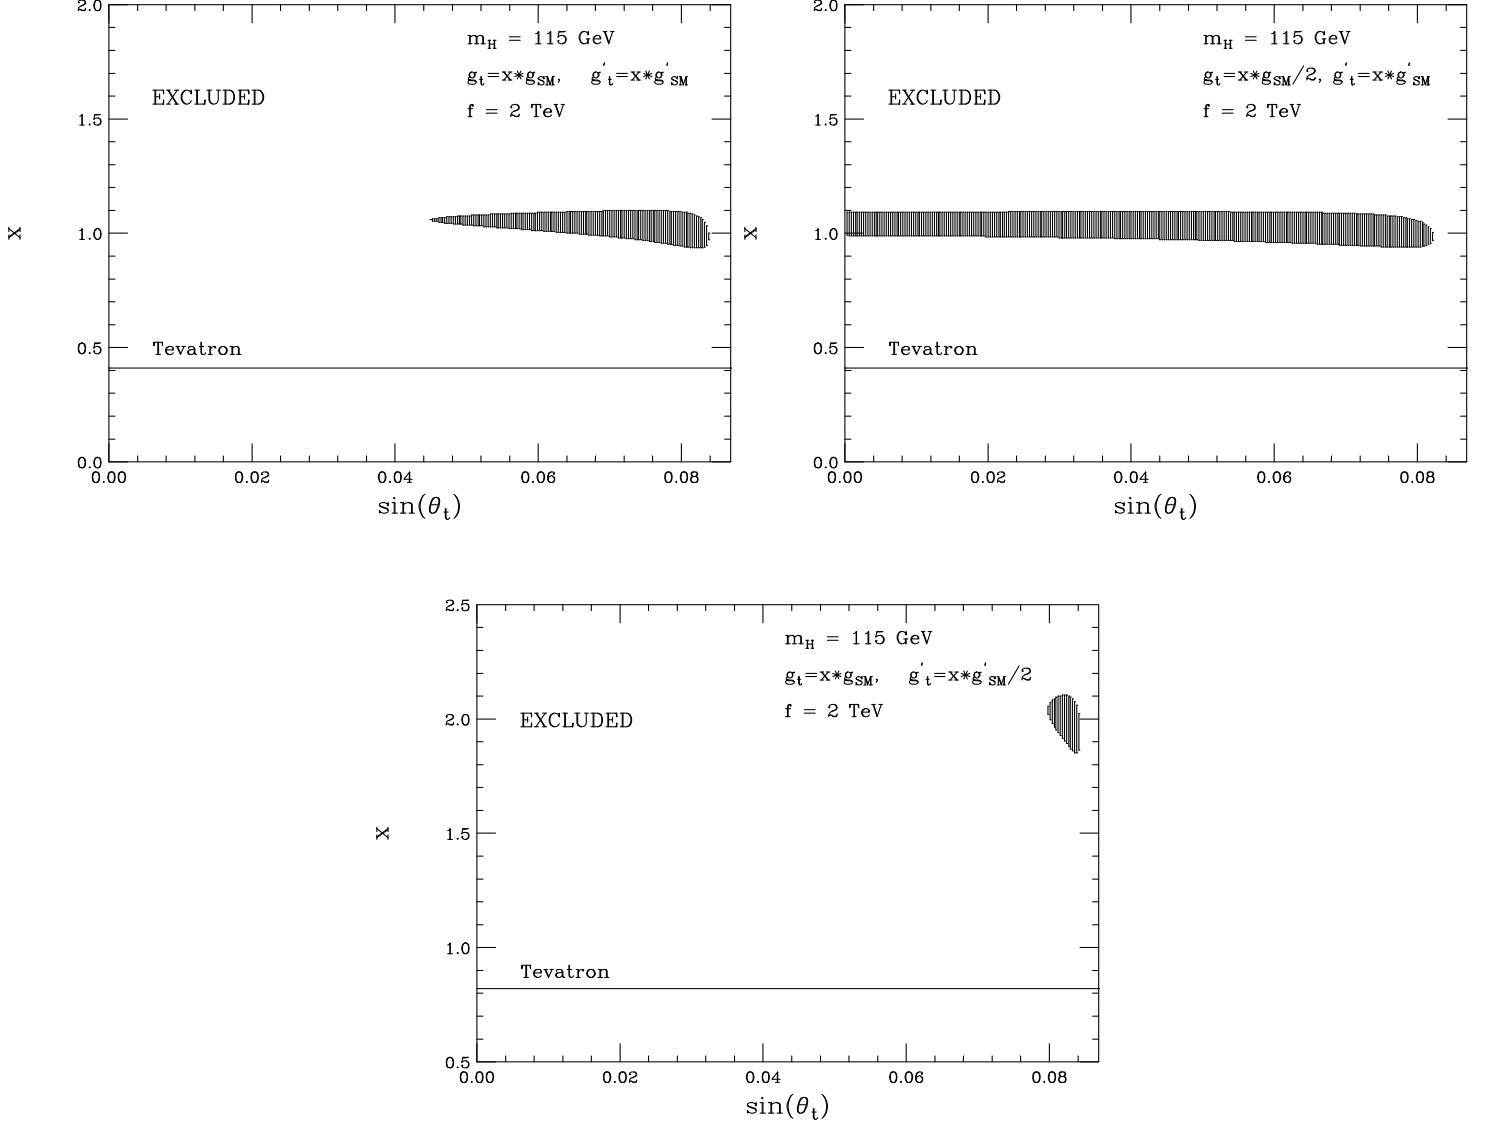 2.0
m_H = 115 GeV
g_t=x*g_SM, g'_t=x*g'_SM
EXCLUDED
f = 2 TeV
1.5
x
1.0
0.5
Tevatron
0.0
0.00 0.02 0.04 0.06 0.08
sin(θ_t)
2.0
m_H = 115 GeV
g_t=x*g_SM/2, g'_t=x*g'_SM
EXCLUDED
f = 2 TeV
1.5
x
1.0
0.5
Tevatron
0.0
0.00 0.02 0.04 0.06 0.08
sin(θ_t)
2.5
m_H = 115 GeV
g_t=x*g_SM, g'_t=x*g'_SM/2
f = 2 TeV
2.0
EXCLUDED
1.5
x
1.0
Tevatron
0.5
0.00 0.02 0.04 0.06 0.08
sin(θ_t)